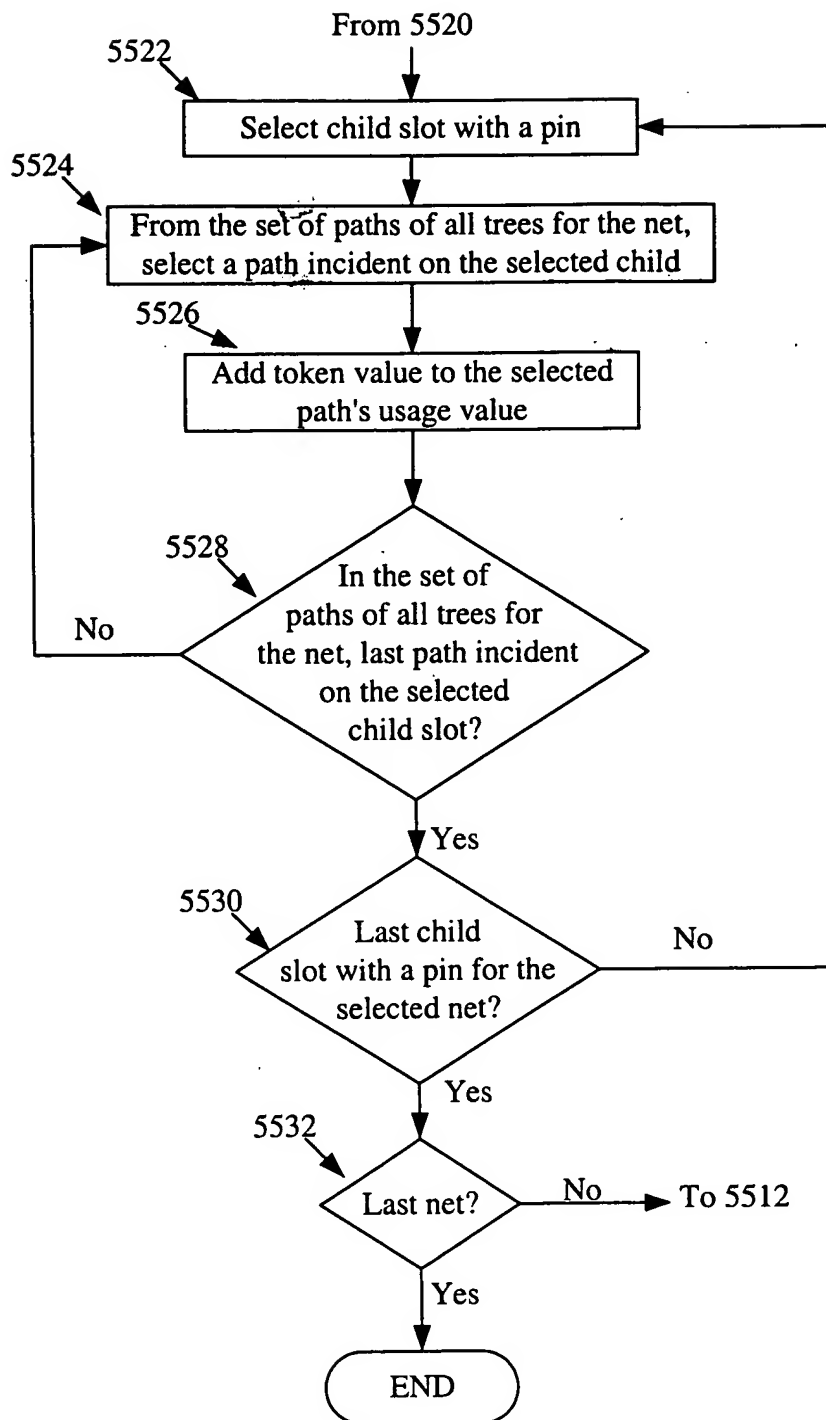 From 5520
5522
Select child slot with a pin
5524
From the set of paths of all trees for the net,
select a path incident on the selected child
5526
Add token value to the selected
path's usage value
5528
In the set of
paths of all trees for
the net, last path incident
on the selected
child slot?
No
Yes
5530
Last child
slot with a pin for the
selected net?
No
Yes
5532
Last net?
No
To 5512
Yes
END